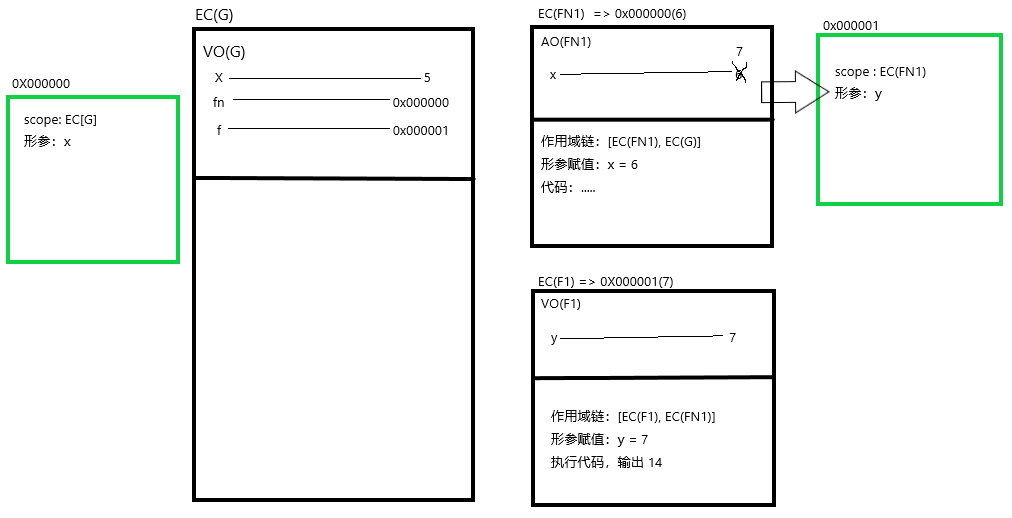 0X000000
scope: EC[G]
形参：x
EC(G)
VO(G)
X 5
fn 0x000000
f 0x000001
EC(FN1) => 0x000000(6)
AO(FN1)
7
x
作用域链：[EC(FN1), EC(G)]
形参赋值：x = 6
代码：.....
0x000001
scope : EC(FN1)
形参：y
EC(F1) => 0X000001(7)
VO(F1)
y 7
作用域链：[EC(F1), EC(FN1)]
形参赋值：y = 7
执行代码，输出 14